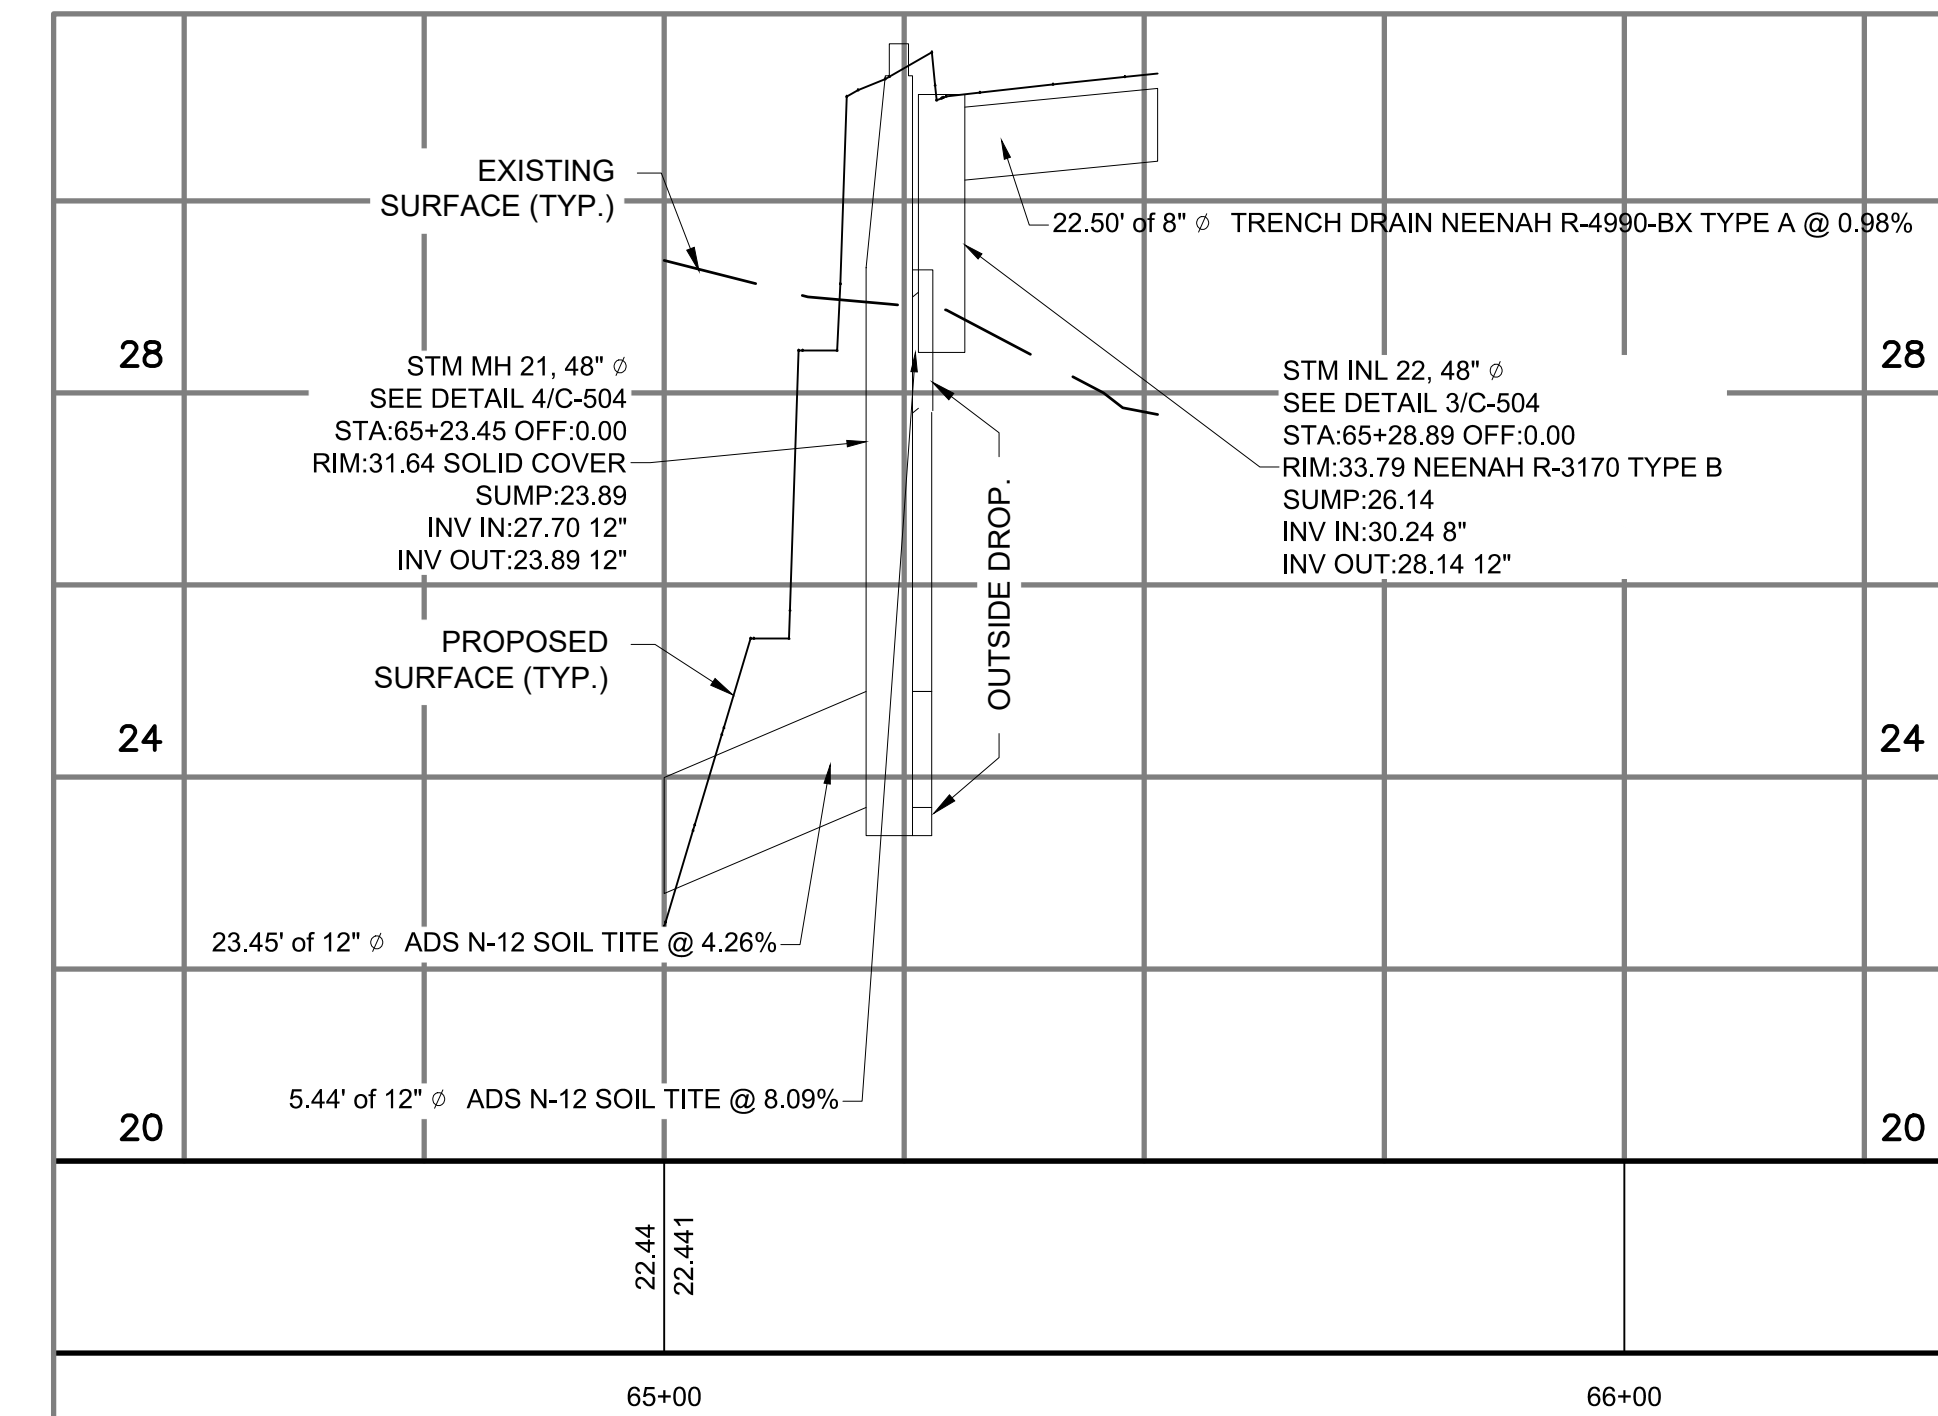 EXISTING
SURFACE (TYP.)
22.50' of 8" ∅ TRENCH DRAIN NEENAH R-4990-BX TYPE A @ 0.98%
28
28
STM MH 21, 48" ∅
SEE DETAIL 4/C-504
STA:65+23.45 OFF:0.00
RIM:31.64 SOLID COVER
SUMP:23.89
INV IN:27.70 12"
INV OUT:23.89 12"
STM INL 22, 48" ∅
SEE DETAIL 3/C-504
STA:65+28.89 OFF:0.00
RIM:33.79 NEENAH R-3170 TYPE B
SUMP:26.14
INV IN:30.24 8"
INV OUT:28.14 12"
OUTSIDE DROP.
PROPOSED
SURFACE (TYP.)
24
24
23.45' of 12" ∅ ADS N-12 SOIL TITE @ 4.26%
5.44' of 12" ∅ ADS N-12 SOIL TITE @ 8.09%
20
20
22.44
22.441
65+00
66+00